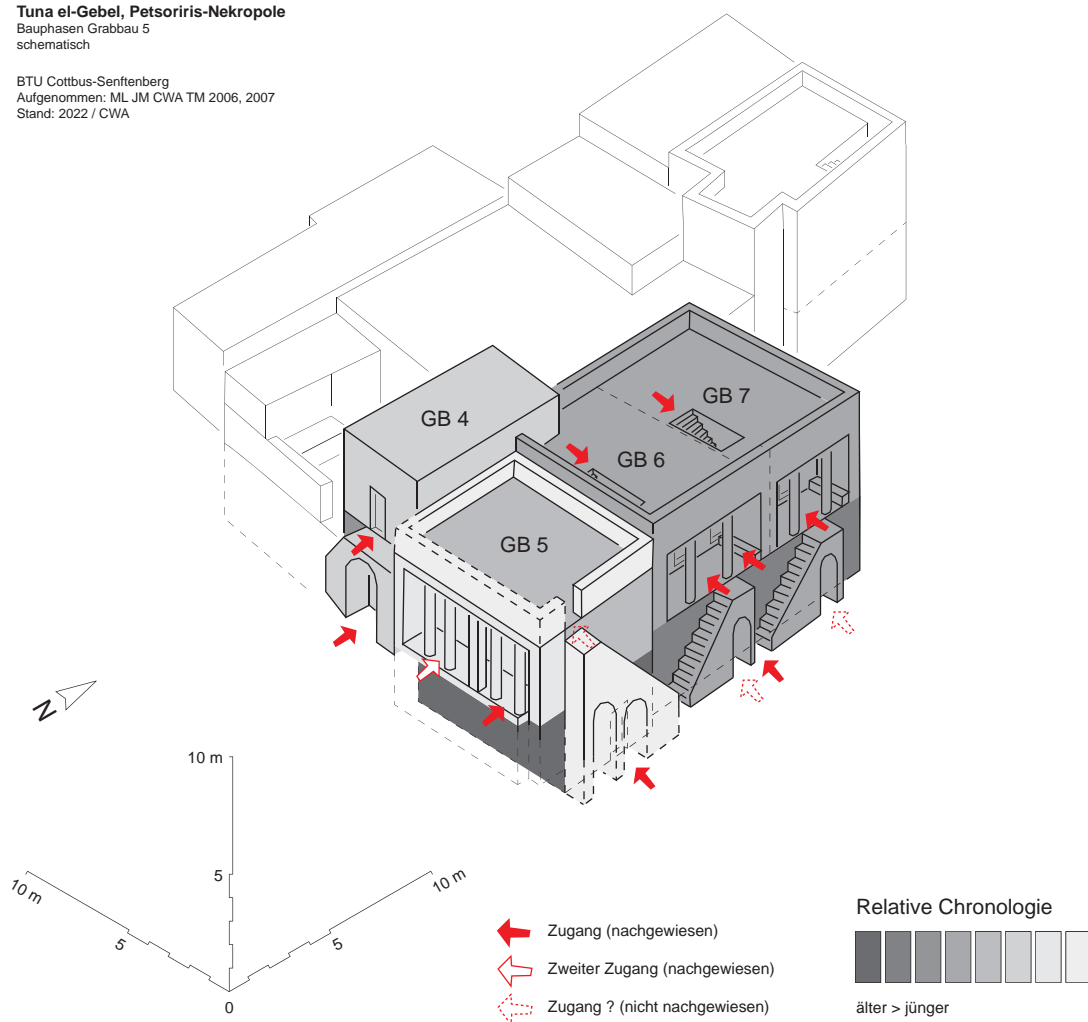 Tuna el-Gebel, Petsoriris-Nekropole
Bauphasen Grabbau 5
schematisch
BTU Cottbus-Senftenberg
Aufgenommen: ML JM CWA TM 2006, 2007
Stand: 2022 / CWA
GB 7
GB 4
GB 6
GB 5
N
10 m
5
10 m
10 m
5
5
0
Zugang (nachgewiesen)
Zweiter Zugang (nachgewiesen)
Zugang ? (nicht nachgewiesen)
Relative Chronologie
älter > jünger